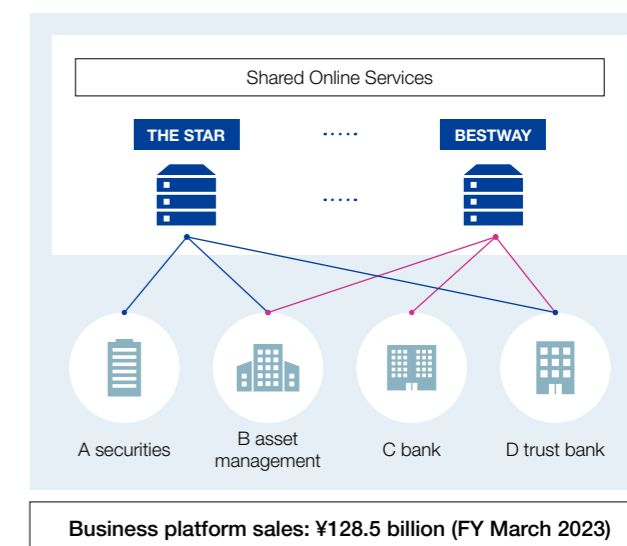 Shared Online Services
THE STAR ..... BESTWAY
.....
A securities
B asset
management
C bank
D trust bank
Business platform sales: ¥128.5 billion (FY March 2023)